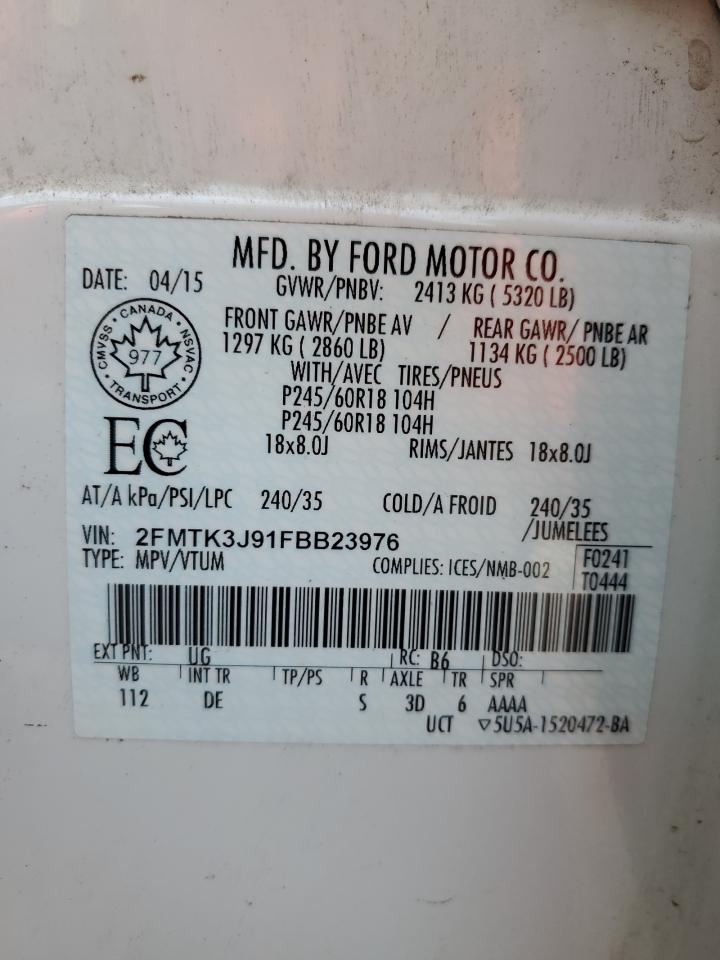 MFD. BY FORD MOTOR CO.
DATE: 04/15
GVWR/PNBV: 2413 KG ( 5320 LB)
FRONT GAWR/PNBE AV / REAR GAWR/ PNBE AR
1297 KG ( 2860 LB) 1134 KG ( 2500 LB)
CMVSS • CANADA • NSVAC • TRANSPORT •
977
WITH/AVEC TIRES/PNEUS
P245/60R18 104H
P245/60R18 104H
EC
18x8.0J RIMS/JANTES 18x8.0J
AT/A kPa/PSI/LPC 240/35 COLD/A FROID 240/35
/JUMELEES
VIN: 2FMTK3J91FBB23976
TYPE: MPV/VTUM COMPLIES: ICES/NMB-002
F0241
T0444
EXT PNT: UG RC: B6 DSO:
WB INT TR TP/PS R AXLE TR SPR
112 DE S 3D 6 AAAA
UCT ▽5U5A-1520472-BA